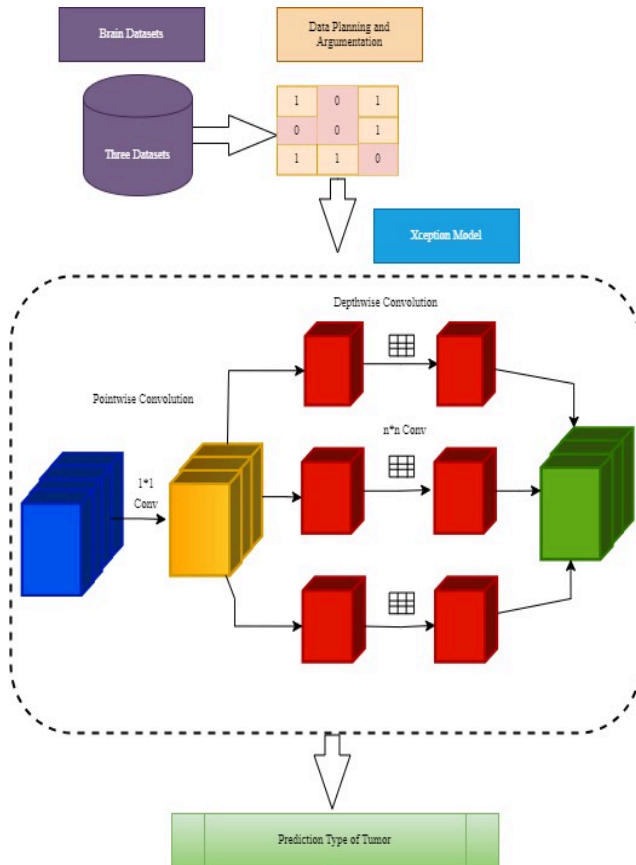 Brain Datasets
Data Planning and
Argumentation
Three Datasets
1 0 1
0 0 1
1 1 0
Xception Model
Depthwise Convolution
Pointwise Convolution
n*n Conv
1*1
Conv
Prediction Type of Tumor